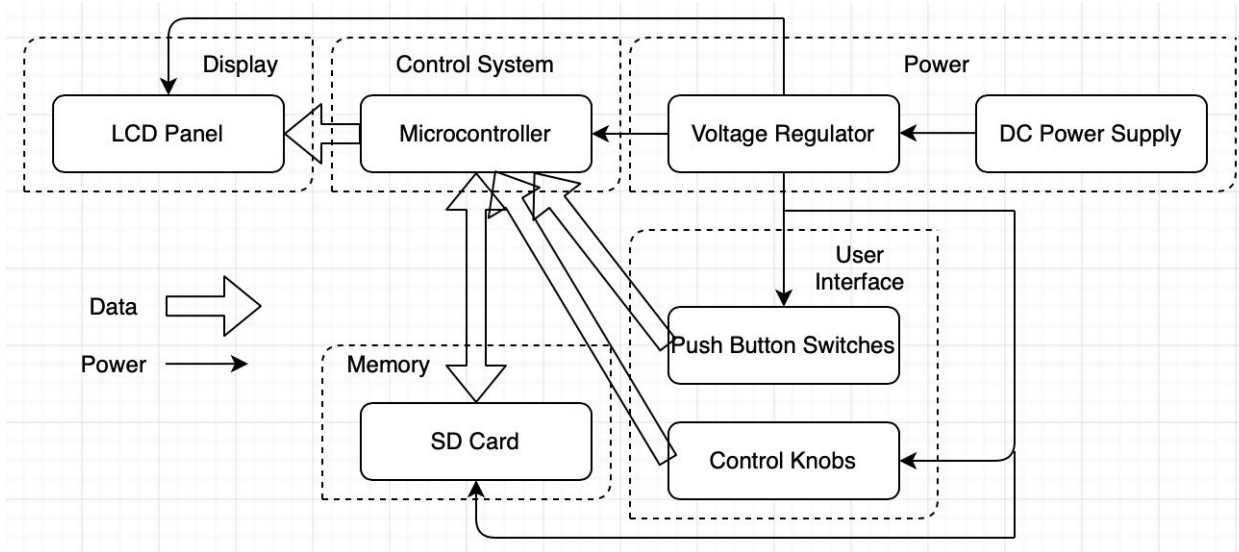 Display
Control System
Power
LCD Panel
Microcontroller
Voltage Regulator
DC Power Supply
User
Interface
Data
Push Button Switches
Power
Memory
SD Card
Control Knobs